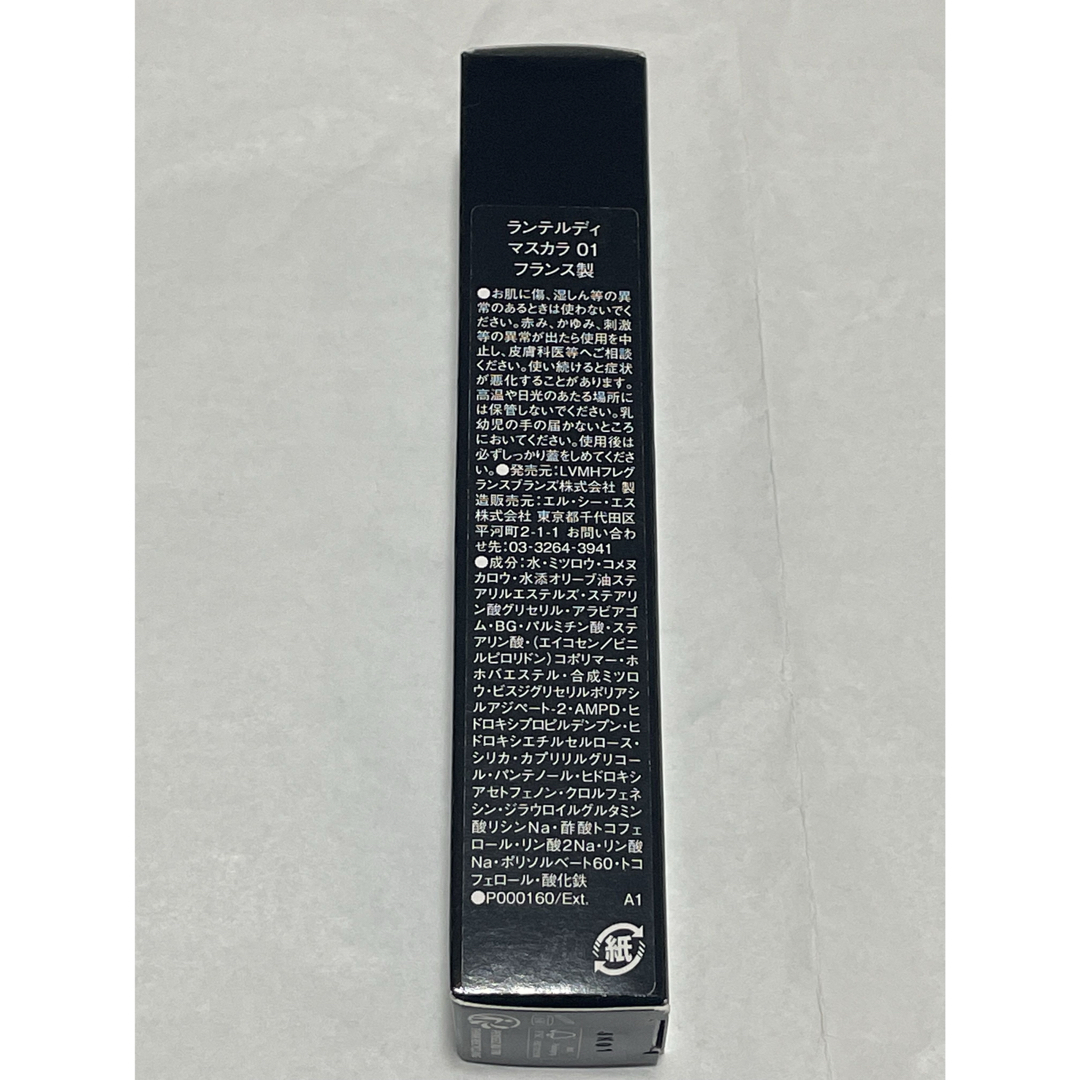 ランテルディ
マスカラ 01
フランス製
●お肌に傷、湿しん等の異
常のあるときは使わないでく
ださい。赤み、かゆみ、刺激
等の異常が出たら使用を中
止し、皮膚科医等へご相談
ください。使い続けると症状
が悪化することがあります。
高温や日光のあたる場所に
は保管しないでください。乳
幼児の手の届かないところ
においてください。使用後は
必ずしっかり蓋をしめてくださ
い。●発売元:LVMHフレグ
ランスブランズ株式会社 製
造販売元:エル・シー・エス
株式会社 東京都千代田区
平河町2-1-1 お問い合わ
せ先:03-3264-3941
●成分:水・ミツロウ・コメヌ
カロウ・水添オリーブ油ステ
アリルエステルズ・ステアリ
ン酸グリセリル・アラビアゴ
ム・BG・パルミチン酸・ステ
アリン酸・(エイコセン/ビニ
ルピロリドン)コポリマー・ホ
ホバエステル・合成ミツロ
ウ・ビスジグリセリルポリアシ
ルアジペート-2・AMPD・ヒ
ドロキシプロピルデンプン・ヒ
ドロキシエチルセルロース・
シリカ・カプリリルグリコー
ル・パンテノール・ヒドロキシ
アセトフェノン・クロルフェネ
シン・ジラウロイルグルタミン
酸リシンNa・酢酸トコフェ
ロール・リン酸2Na・リン酸
Na・ポリソルベート60・トコ
フェロール・酸化鉄
●P000160/Ext. A1
紙
4K01